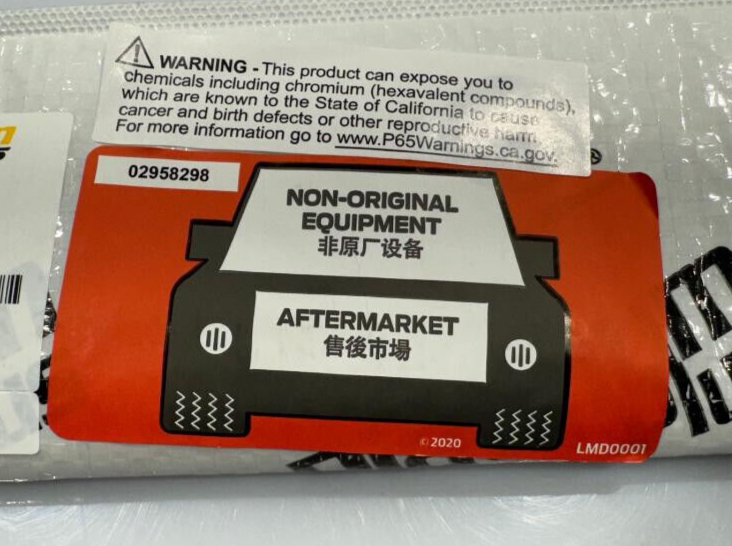 WARNING - This product can expose you to
chemicals including chromium (hexavalent compounds),
which are known to the State of California to cause
cancer and birth defects or other reproductive harm.
For more information go to www.P65Warnings.ca.gov.
02958298
NON-ORIGINAL
EQUIPMENT
非原厂设备
AFTERMARKET
售後市場
©2020
LMD0001